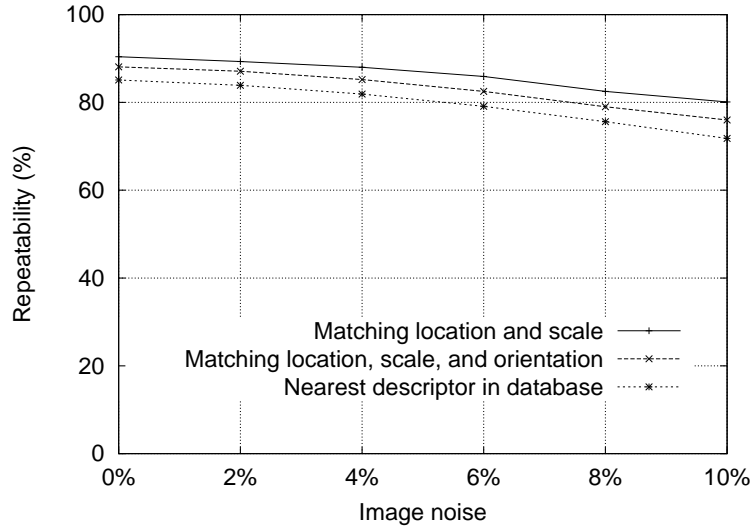 100
80
60
40
20
0
Repeatability (%)
Matching location and scale
Matching location, scale, and orientation
Nearest descriptor in database
0% 2% 4% 6% 8% 10%
Image noise